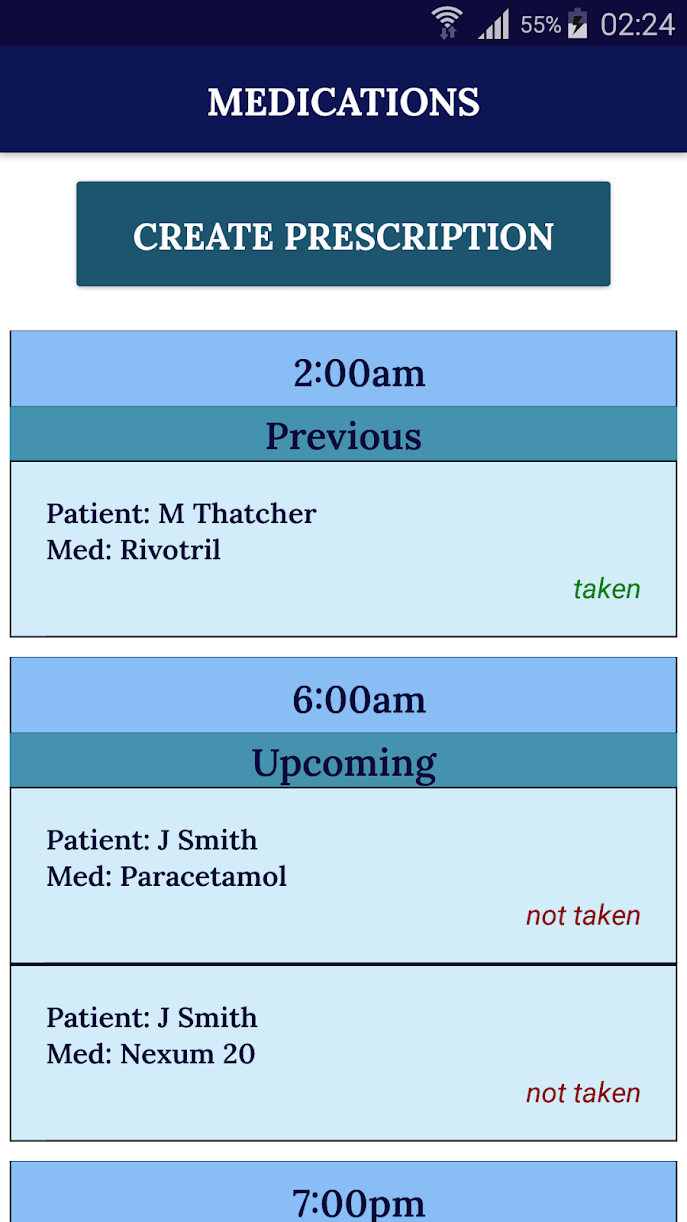 55% 02:24
MEDICATIONS
CREATE PRESCRIPTION
2:00am
Previous
Patient: M Thatcher
Med: Rivotril
taken
6:00am
Upcoming
Patient: J Smith
Med: Paracetamol
not taken
Patient: J Smith
Med: Nexum 20
not taken
7:00pm